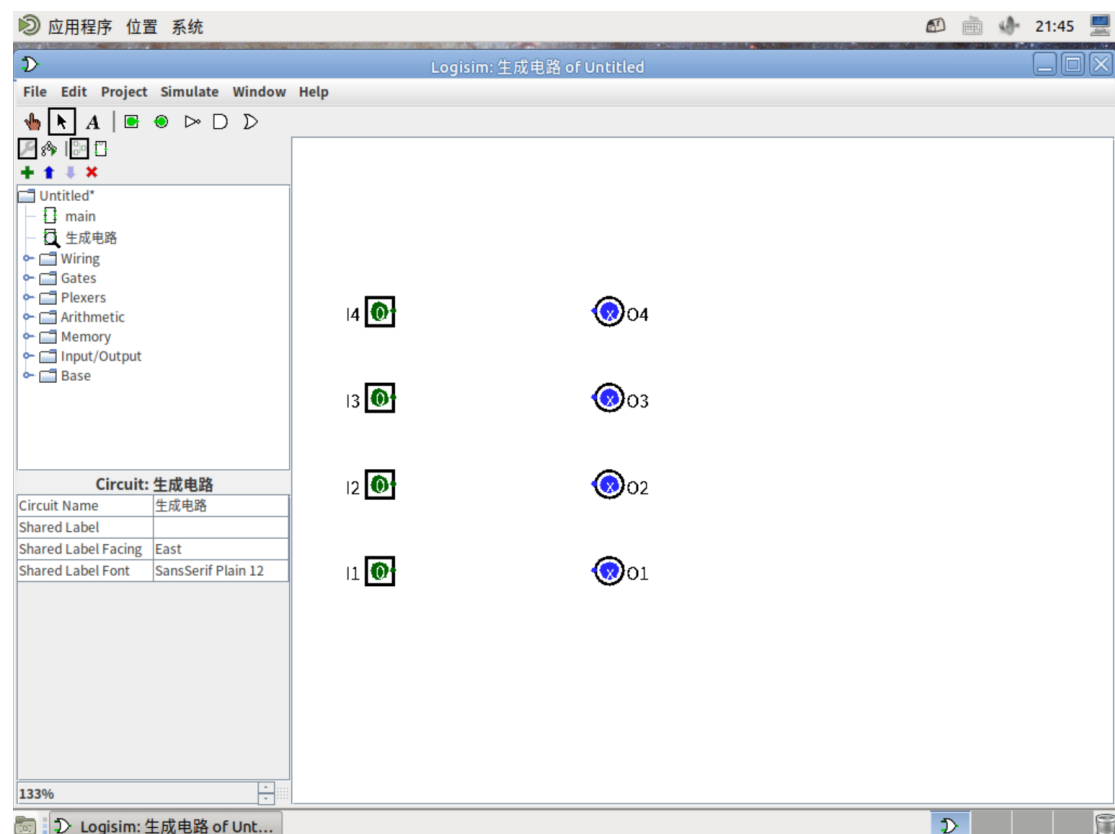 应用程序 位置 系统 21:45
Logisim: 生成电路 of Untitled
File Edit Project Simulate Window Help
A
Untitled*
main
生成电路
Wiring
Gates
Plexers
Arithmetic
Memory
Input/Output
Base
I4 0 x O4
I3 0 x O3
I2 0 x O2
I1 0 x O1
Circuit: 生成电路
Circuit Name 生成电路
Shared Label
Shared Label Facing East
Shared Label Font SansSerif Plain 12
133%
Logisim: 生成电路 of Unt...